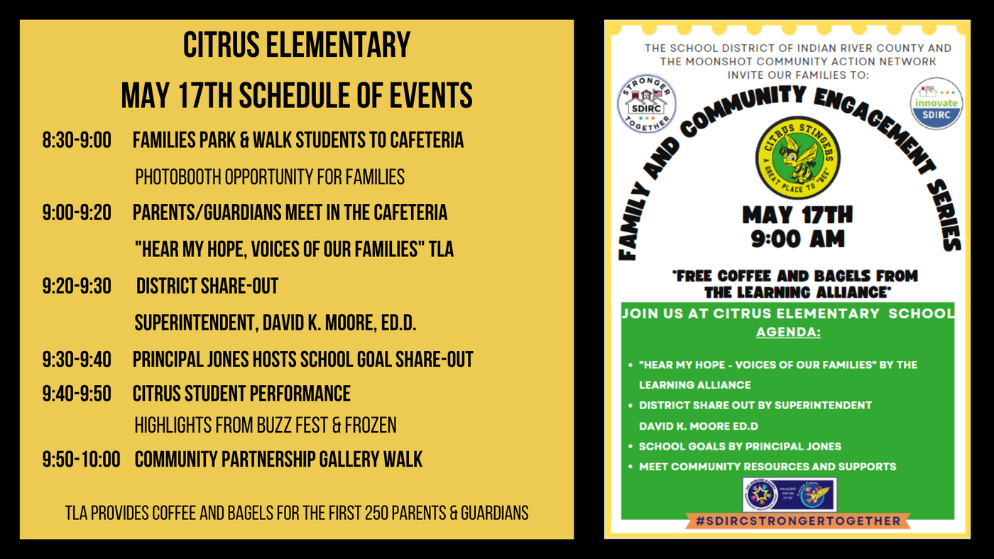 CITRUS ELEMENTARY
MAY 17TH SCHEDULE OF EVENTS
8:30-9:00 FAMILIES PARK & WALK STUDENTS TO CAFETERIA
PHOTOBOOTH OPPORTUNITY FOR FAMILIES
9:00-9:20 PARENTS/GUARDIANS MEET IN THE CAFETERIA
"HEAR MY HOPE, VOICES OF OUR FAMILIES" TLA
9:20-9:30 DISTRICT SHARE-OUT
SUPERINTENDENT, DAVID K. MOORE, ED.D.
9:30-9:40 PRINCIPAL JONES HOSTS SCHOOL GOAL SHARE-OUT
9:40-9:50 CITRUS STUDENT PERFORMANCE
HIGHLIGHTS FROM BUZZ FEST & FROZEN
9:50-10:00 COMMUNITY PARTNERSHIP GALLERY WALK
TLA PROVIDES COFFEE AND BAGELS FOR THE FIRST 250 PARENTS & GUARDIANS
THE SCHOOL DISTRICT OF INDIAN RIVER COUNTY AND
THE MOONSHOT COMMUNITY ACTION NETWORK
INVITE OUR FAMILIES TO:
STRONGER
SDIRC
TOGETHER
innovate
SDIRC
FAMILY AND COMMUNITY ENGAGEMENT SERIES
CITRUS STINGERS
A GREAT PLACE TO "BEE"
MAY 17TH
9:00 AM
*FREE COFFEE AND BAGELS FROM
THE LEARNING ALLIANCE*
JOIN US AT CITRUS ELEMENTARY SCHOOL
AGENDA:
• "HEAR MY HOPE - VOICES OF OUR FAMILIES" BY THE
LEARNING ALLIANCE
• DISTRICT SHARE OUT BY SUPERINTENDENT
DAVID K. MOORE ED.D
• SCHOOL GOALS BY PRINCIPAL JONES
• MEET COMMUNITY RESOURCES AND SUPPORTS
#SDIRCSTRONGERTOGETHER